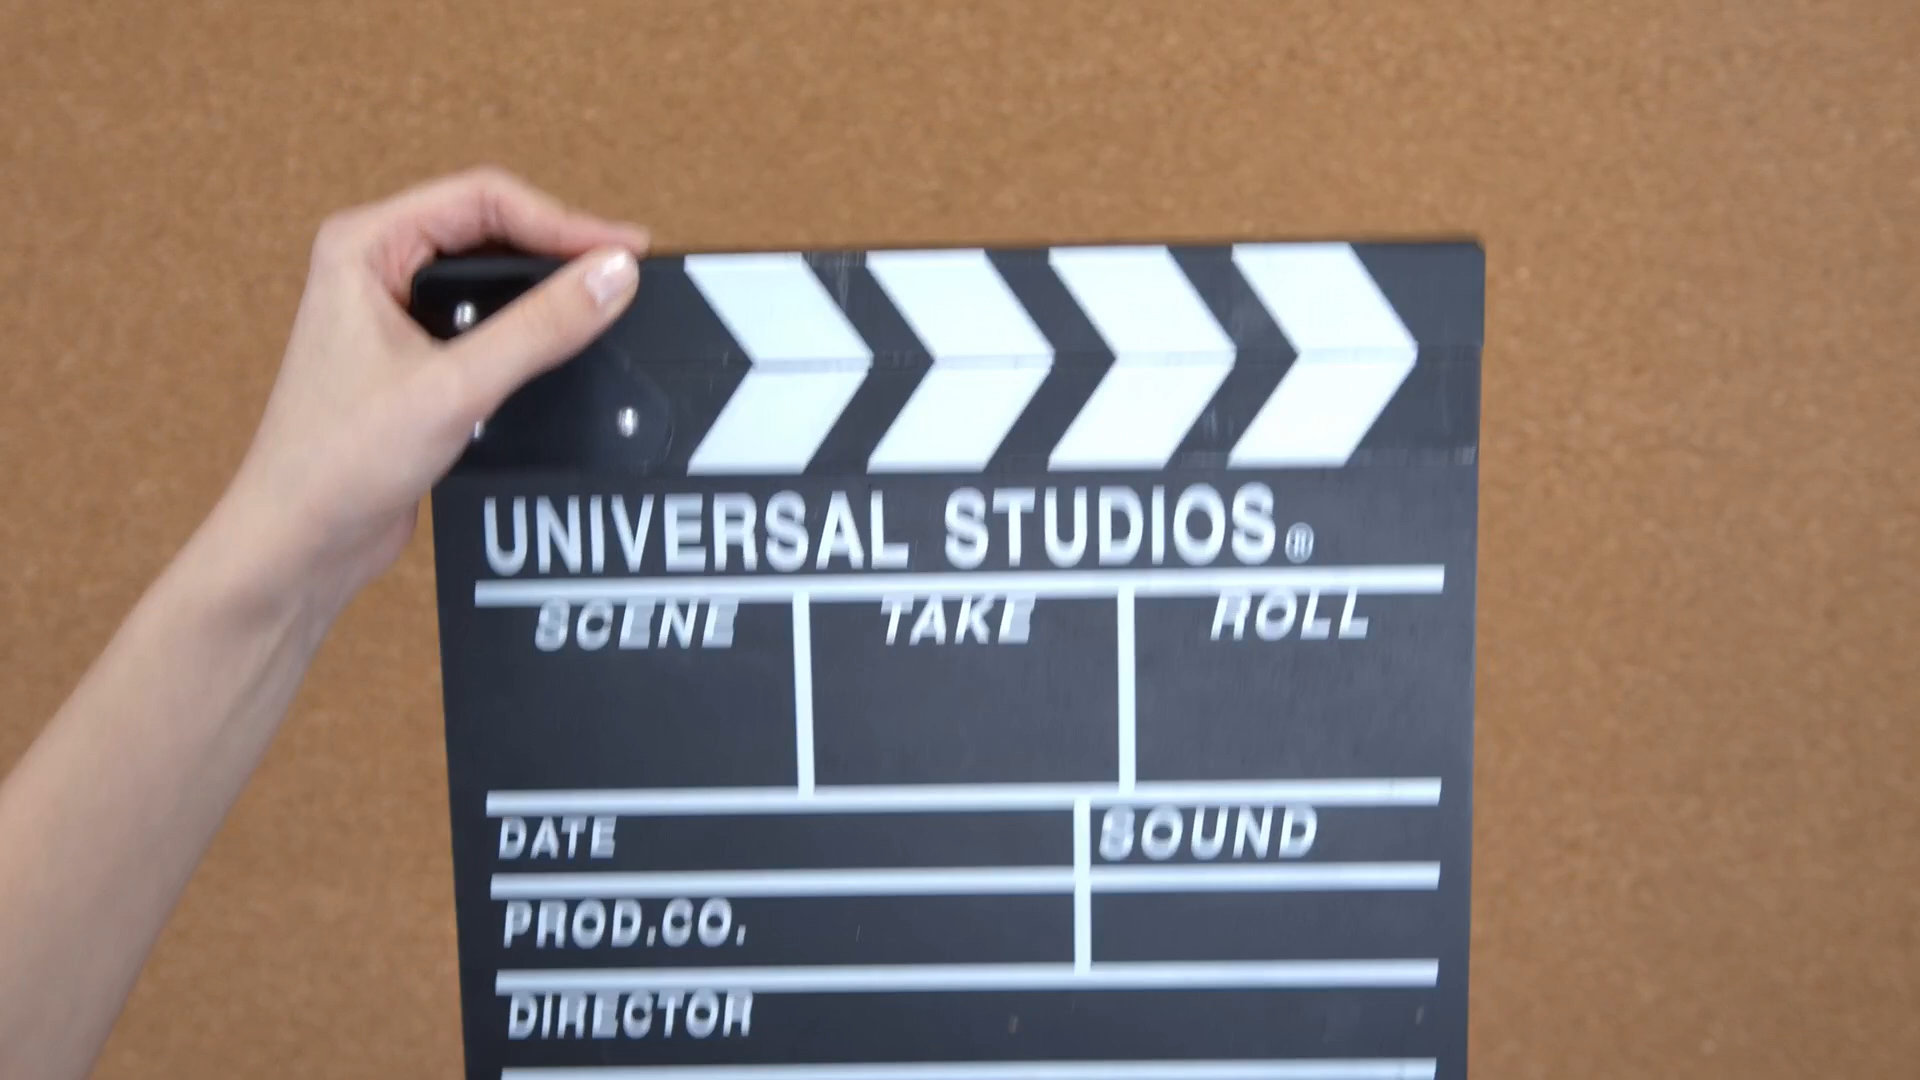 UNIVERSAL STUDIOS®
SCENE TAKE ROLL
DATE SOUND
PROD.CO.
DIRECTOR